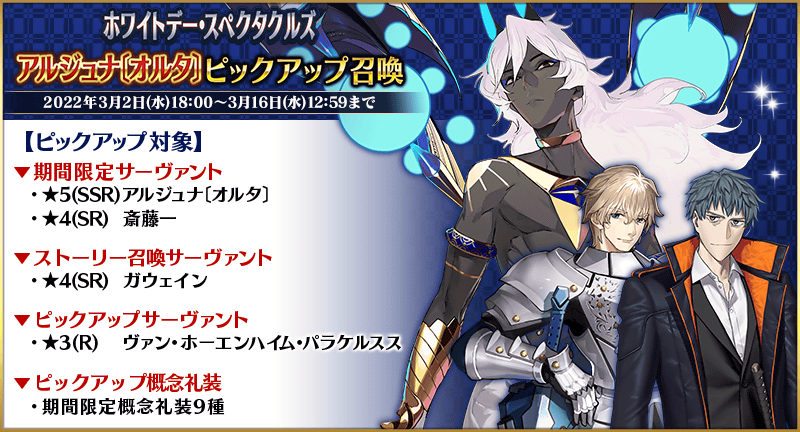 ホワイトデー・スペクタクルズ
アルジュナ〔オルタ〕ピックアップ召喚
2022年3月2日(水)18:00～3月16日(水)12:59まで
【ピックアップ対象】
▼期間限定サーヴァント
・★5(SSR)アルジュナ〔オルタ〕
・★4(SR) 斎藤一
▼ストーリー召喚サーヴァント
・★4(SR) ガウェイン
▼ピックアップサーヴァント
・★3(R) ヴァン・ホーエンハイム・パラケルスス
▼ピックアップ概念礼装
・期間限定概念礼装9種